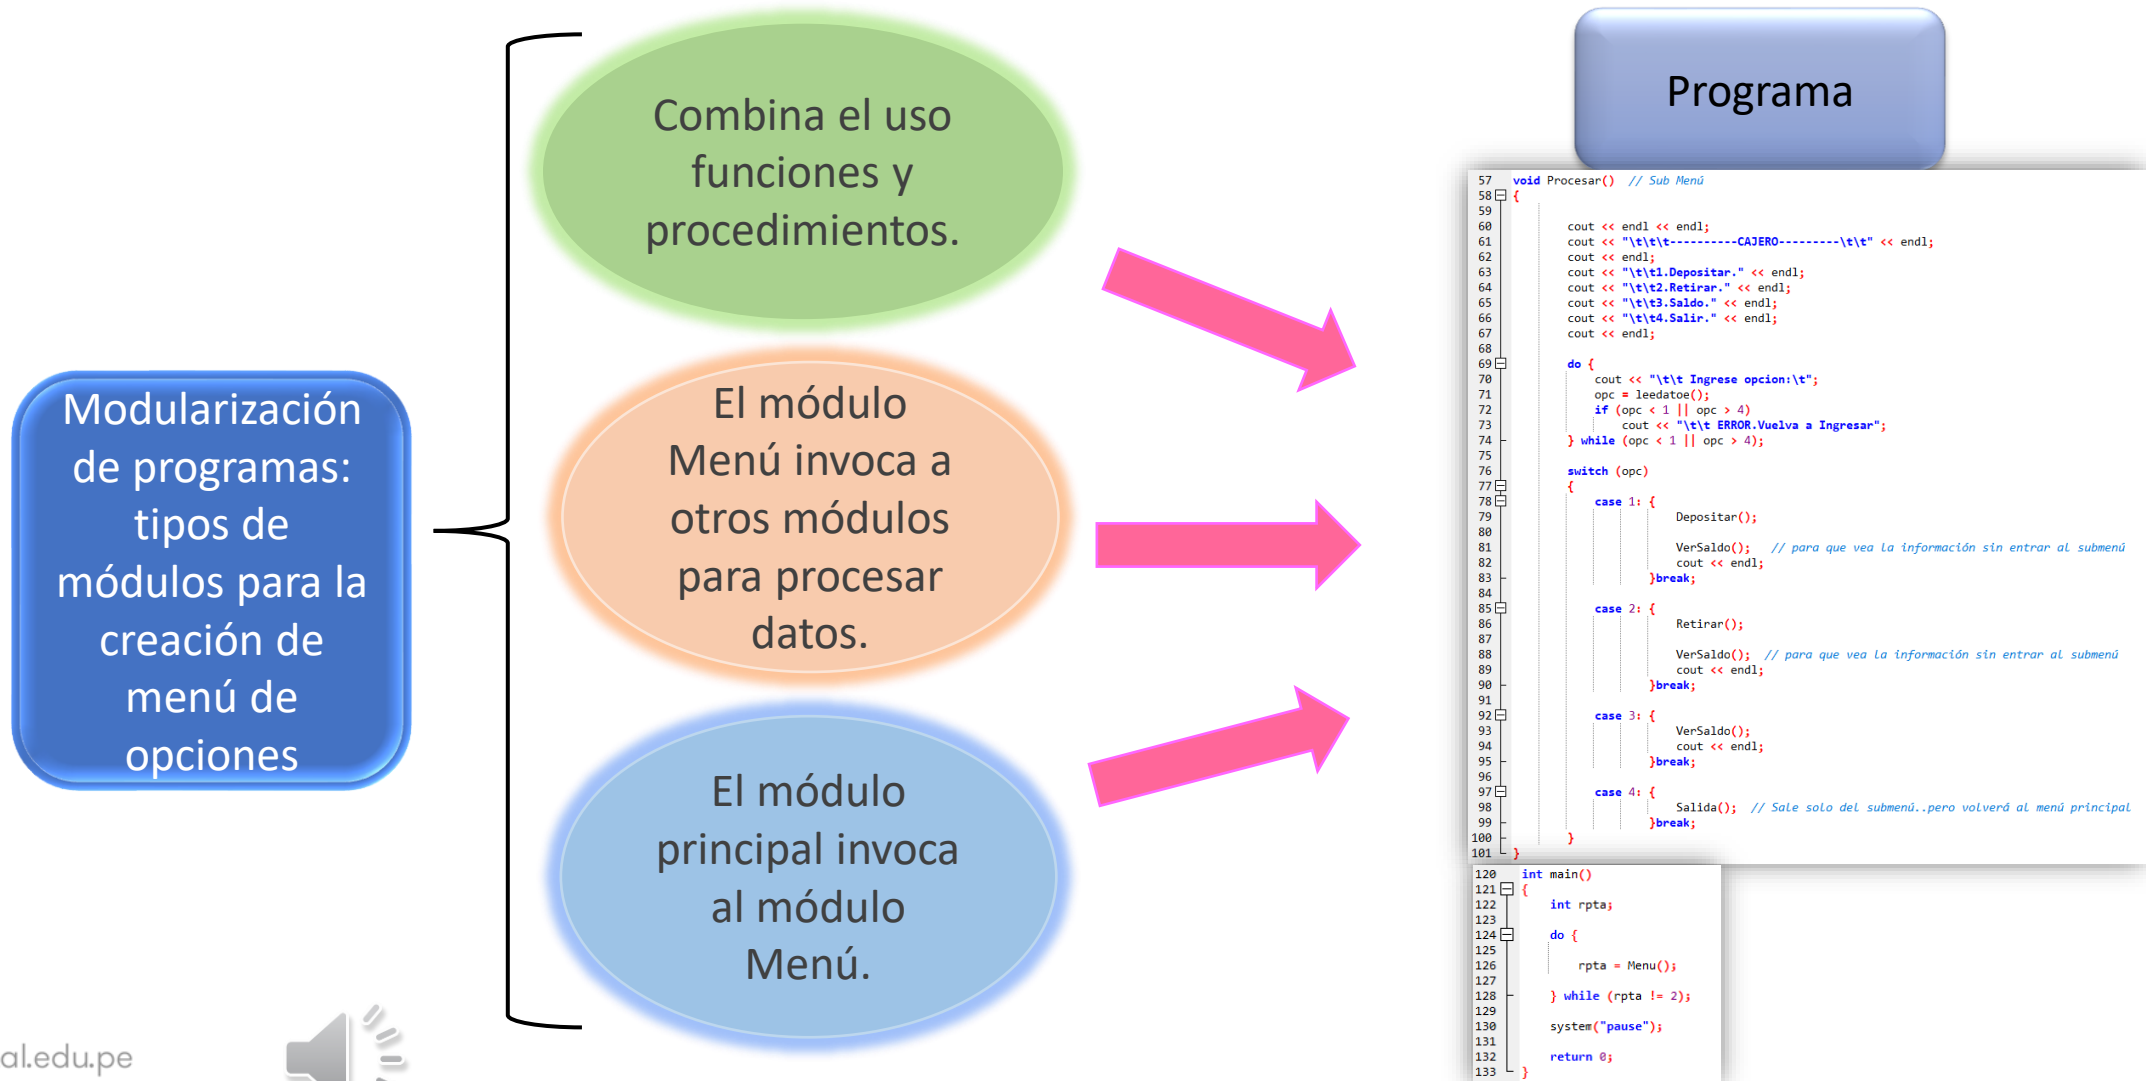 Modularización
de programas:
tipos de
módulos para la
creación de
menú de
opciones
Combina el uso
funciones y
procedimientos.
El módulo
Menú invoca a
otros módulos
para procesar
datos.
El módulo
principal invoca
al módulo
Menú.
Programa
57 void Procesar() // Sub Menú
58 {
59
60 cout << endl << endl;
61 cout << "\t\t\t----------CAJERO---------\t\t" << endl;
62 cout << endl;
63 cout << "\t\t1.Depositar." << endl;
64 cout << "\t\t2.Retirar." << endl;
65 cout << "\t\t3.Saldo." << endl;
66 cout << "\t\t4.Salir." << endl;
67 cout << endl;
68
69 do {
70 cout << "\t\t Ingrese opcion:\t";
71 opc = leedatoe();
72 if (opc < 1 || opc > 4)
73 cout << "\t\t ERROR.Vuelva a Ingresar";
74 } while (opc < 1 || opc > 4);
75
76 switch (opc)
77 {
78 case 1: {
79 Depositar();
80
81 VerSaldo(); // para que vea la información sin entrar al submenú
82 cout << endl;
83 }break;
84
85 case 2: {
86 Retirar();
87
88 VerSaldo(); // para que vea la información sin entrar al submenú
89 cout << endl;
90 }break;
91
92 case 3: {
93 VerSaldo();
94 cout << endl;
95 }break;
96
97 case 4: {
98 Salida(); // Sale solo del submenú..pero volverá al menú principal
99 }break;
100 }
101 }
120 int main()
121 {
122 int rpta;
123
124 do {
125
126 rpta = Menu();
127
128 } while (rpta != 2);
129
130 system("pause");
131
132 return 0;
133 }
al.edu.pe